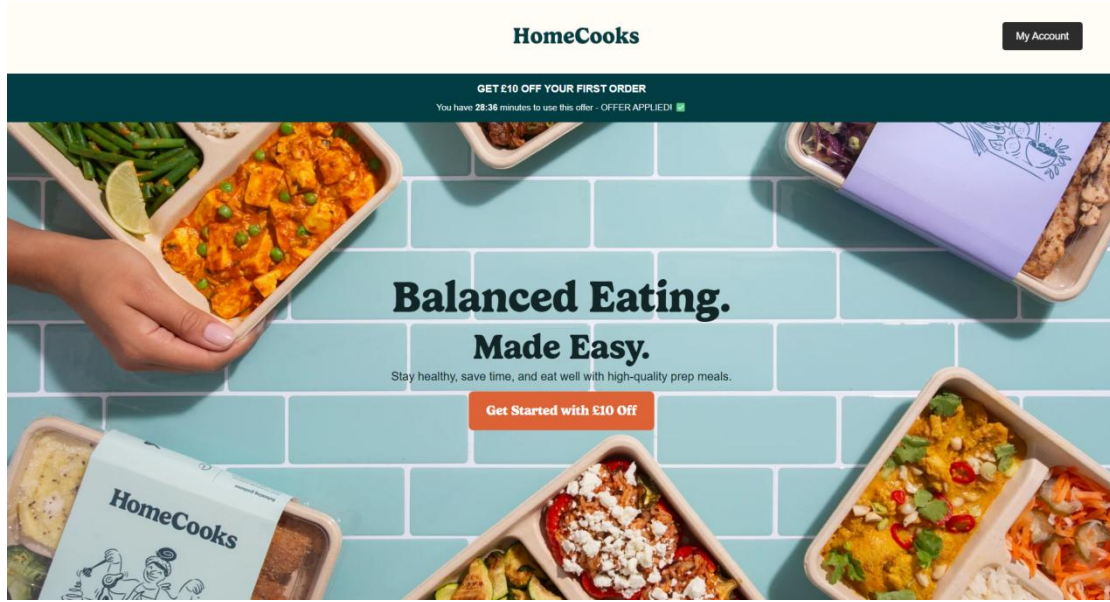 HomeCooks
My Account
GET £10 OFF YOUR FIRST ORDER
You have 28:36 minutes to use this offer - OFFER APPLIED! ✅
Balanced Eating.
Made Easy.
Stay healthy, save time, and eat well with high-quality prep meals.
Get Started with £10 Off
HomeCooks